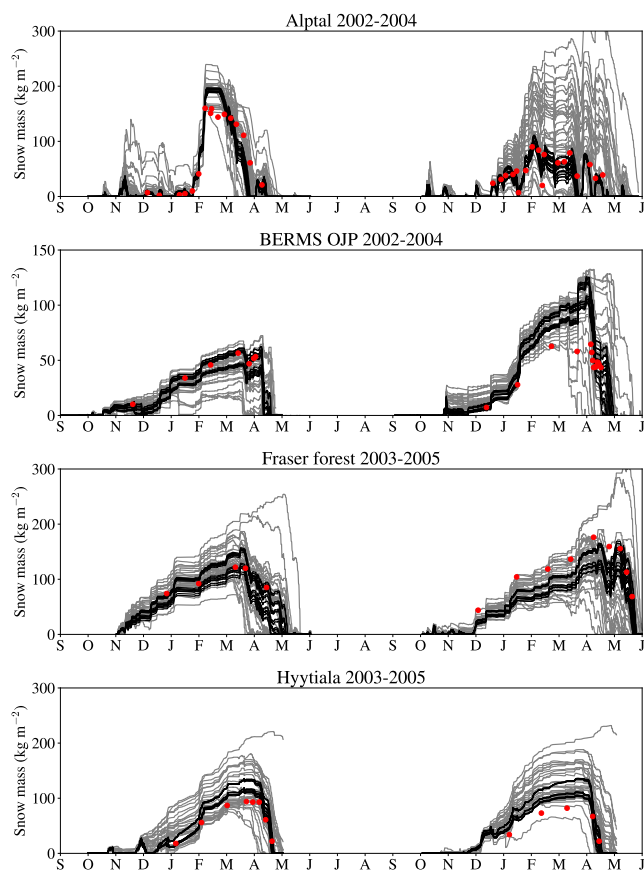 Alptal 2002-2004
Snow mass (kg m−2)
300
200
100
0
S O N D J F M A M J J A S O N D J F M A M J
BERMS OJP 2002-2004
Snow mass (kg m−2)
150
100
50
0
S O N D J F M A M J J A S O N D J F M A M J
Fraser forest 2003-2005
Snow mass (kg m−2)
300
200
100
0
S O N D J F M A M J J A S O N D J F M A M J
Hyytiala 2003-2005
Snow mass (kg m−2)
300
200
100
0
S O N D J F M A M J J A S O N D J F M A M J